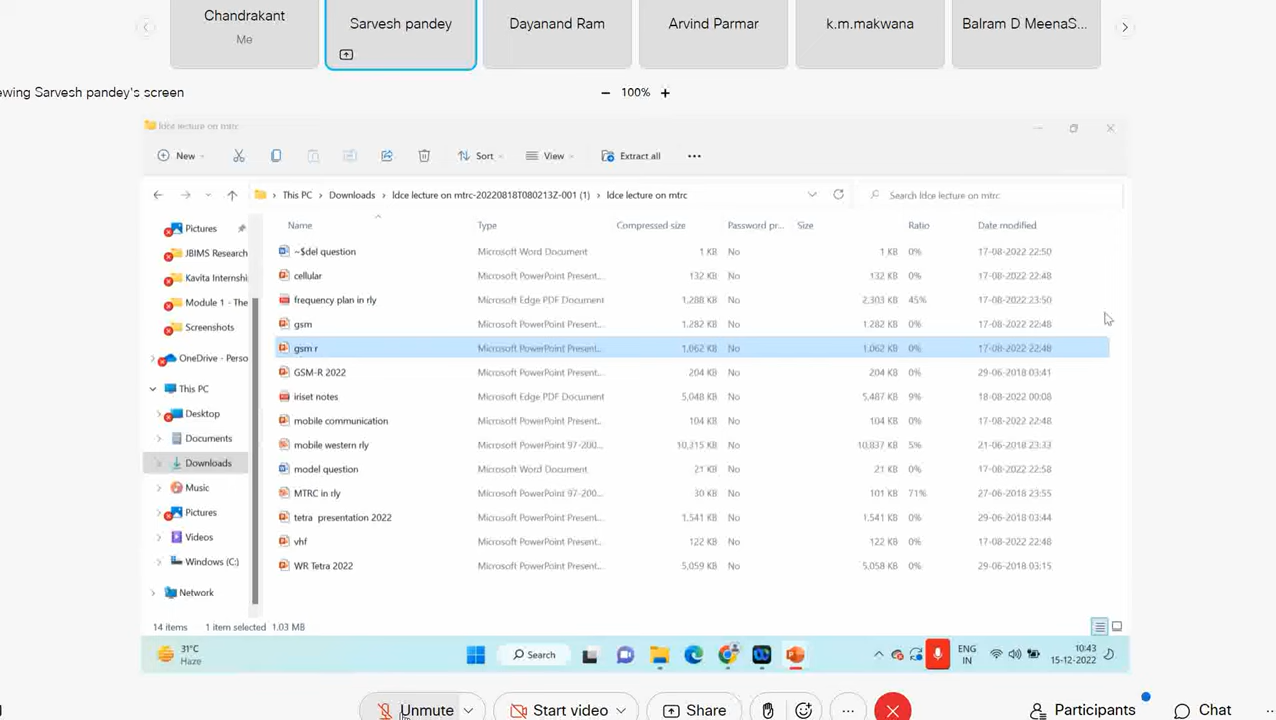 Chandrakant
Me
Sarvesh pandey
Dayanand Ram
Arvind Parmar
k.m.makwana
Balram D MeenaS...
ewing Sarvesh pandey's screen
100%
ldce lecture on mtrc
New
Sort
View
Extract all
This PC > Downloads > ldce lecture on mtrc-20220818T080213Z-001 (1) > ldce lecture on mtrc
Search ldce lecture on mtrc
Name Type Compressed size Password pr... Size Ratio Date modified
~$del question Microsoft Word Document 1 KB No 1 KB 0% 17-08-2022 22:50
cellular Microsoft PowerPoint Present... 132 KB No 132 KB 0% 17-08-2022 22:48
frequency plan in rly Microsoft Edge PDF Document 1,288 KB No 2,303 KB 45% 17-08-2022 23:50
gsm Microsoft PowerPoint Present... 1,282 KB No 1,282 KB 0% 17-08-2022 22:48
gsm r Microsoft PowerPoint Present... 1,062 KB No 1,062 KB 0% 17-08-2022 22:48
GSM-R 2022 Microsoft PowerPoint Present... 204 KB No 204 KB 0% 29-06-2018 03:41
iriset notes Microsoft Edge PDF Document 5,048 KB No 5,487 KB 9% 18-08-2022 00:08
mobile communication Microsoft PowerPoint Present... 104 KB No 104 KB 0% 17-08-2022 22:48
mobile western rly Microsoft PowerPoint 97-200... 10,315 KB No 10,837 KB 5% 21-06-2018 23:33
model question Microsoft Word Document 21 KB No 21 KB 0% 17-08-2022 22:58
MTRC in rly Microsoft PowerPoint 97-200... 30 KB No 101 KB 71% 27-06-2018 23:55
tetra presentation 2022 Microsoft PowerPoint Present... 1,541 KB No 1,541 KB 0% 29-06-2018 03:44
vhf Microsoft PowerPoint Present... 122 KB No 122 KB 0% 17-08-2022 22:48
WR Tetra 2022 Microsoft PowerPoint Present... 5,059 KB No 5,058 KB 0% 29-06-2018 03:15
Pictures
JBIMS Research
Kavita Internshi
Module 1 - The
Screenshots
OneDrive - Perso
This PC
Desktop
Documents
Downloads
Music
Pictures
Videos
Windows (C:)
Network
14 items 1 item selected 1.03 MB
31°C
Haze
Search
ENG
IN
10:43
15-12-2022
Unmute
Start video
Share
Participants
Chat